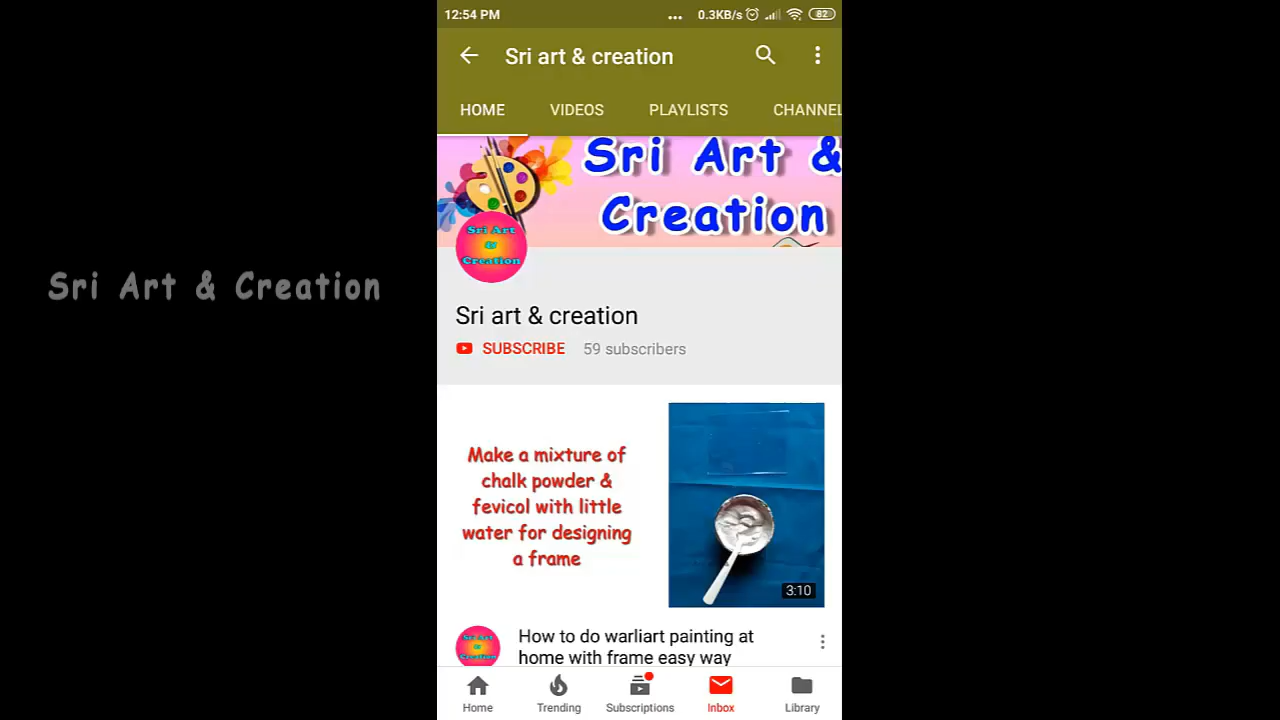 12:54 PM ... 0.3KB/s 82
Sri art & creation
HOME VIDEOS PLAYLISTS CHANNEL
Sri Art &
Creation
Sri Art
&
Creation
Sri Art & Creation
Sri art & creation
SUBSCRIBE 59 subscribers
Make a mixture of
chalk powder &
fevicol with little
water for designing
a frame
3:10
Sri Art
&
Creation
How to do warliart painting at
home with frame easy way
Home Trending Subscriptions Inbox Library